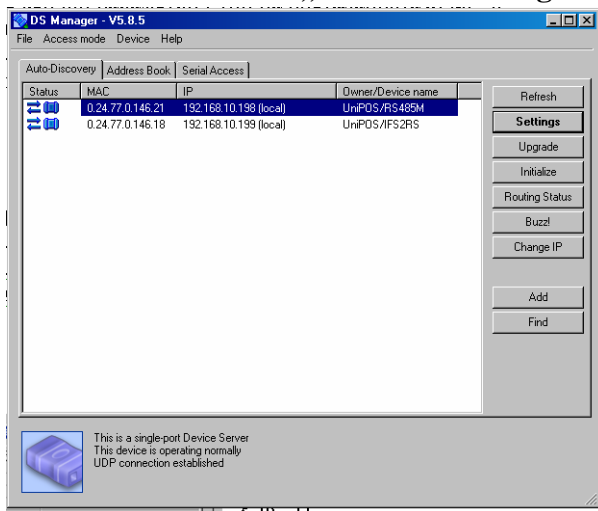 DS Manager - V5.8.5
File Access mode Device Help
Auto-Discovery Address Book Serial Access
Status MAC IP Owner/Device name
0.24.77.0.146.21 192.168.10.198 (local) UniPOS/RS485M
0.24.77.0.146.18 192.168.10.199 (local) UniPOS/IFS2RS
Refresh
Settings
Upgrade
Initialize
Routing Status
Buzz!
Change IP
Add
Find
This is a single-port Device Server
This device is operating normally
UDP connection established